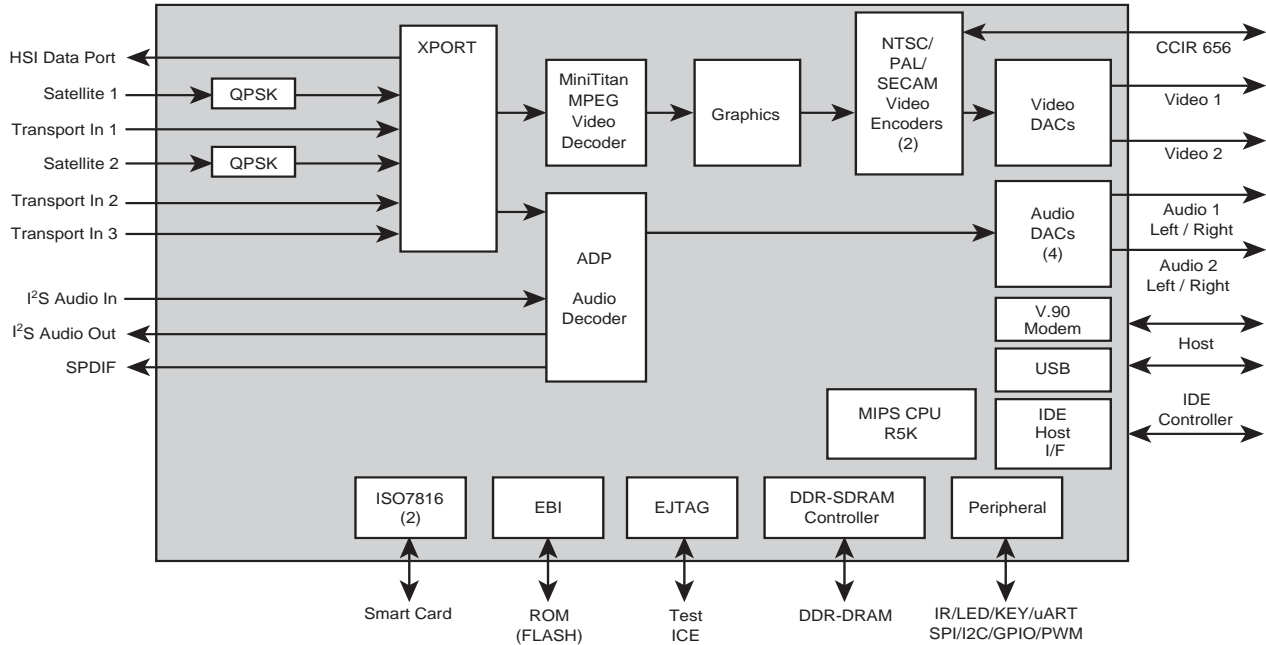 HSI Data Port
Satellite 1
Transport In 1
Satellite 2
Transport In 2
Transport In 3
I²S Audio In
I²S Audio Out
SPDIF
QPSK
QPSK
XPORT
MiniTitan
MPEG
Video
Decoder
Graphics
NTSC/
PAL/
SECAM
Video
Encoders
(2)
Video
DACs
CCIR 656
Video 1
Video 2
ADP
Audio
Decoder
Audio
DACs
(4)
Audio 1
Left / Right
Audio 2
Left / Right
V.90
Modem
USB
Host
MIPS CPU
R5K
IDE
Host
I/F
IDE
Controller
ISO7816
(2)
EBI
EJTAG
DDR-SDRAM
Controller
Peripheral
Smart Card
ROM
(FLASH)
Test
ICE
DDR-DRAM
IR/LED/KEY/uART
SPI/I2C/GPIO/PWM